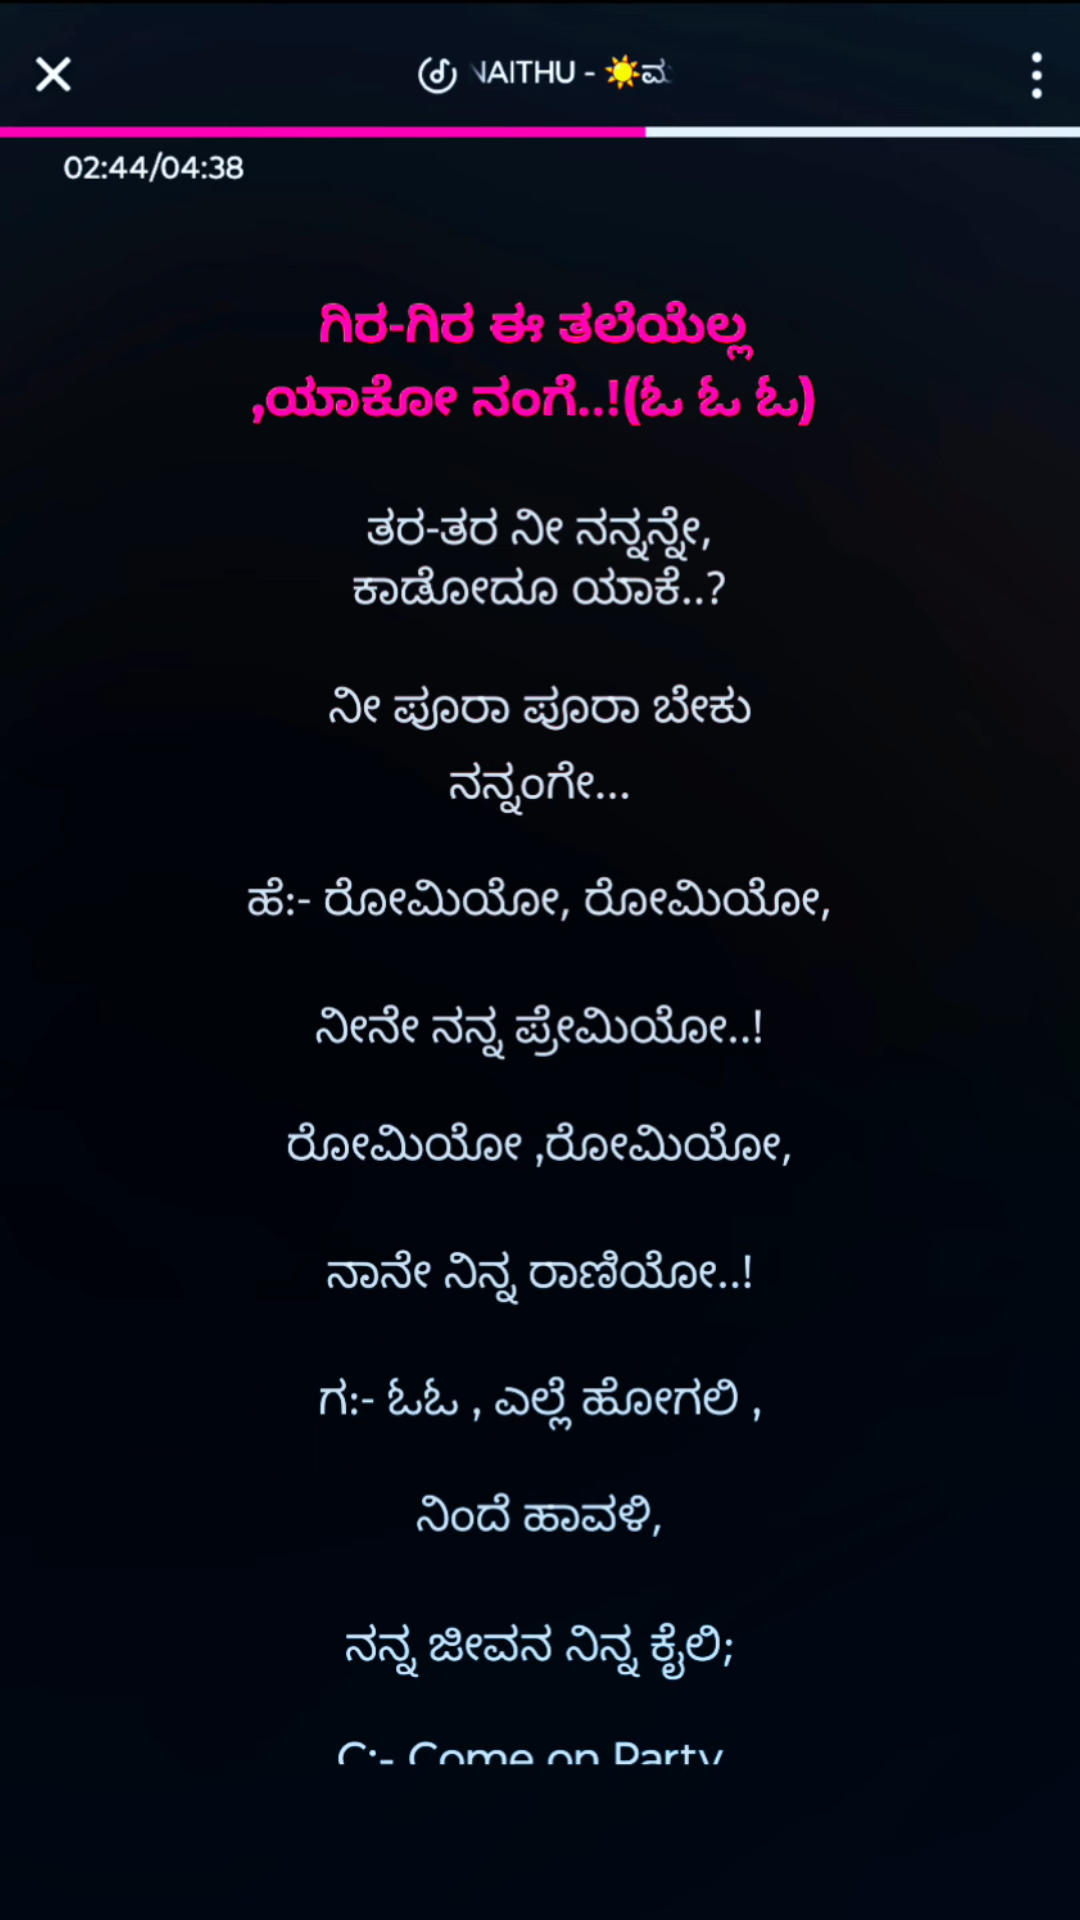 NAITHU - ☀️ಮ
02:44/04:38
ಗಿರ-ಗಿರ ಈ ತಲೆಯೆಲ್ಲ
,ಯಾಕೋ ನಂಗೆ..!(ಓ ಓ ಓ)
ತರ-ತರ ನೀ ನನ್ನನ್ನೇ,
ಕಾಡೋದೂ ಯಾಕೆ..?
ನೀ ಪೂರಾ ಪೂರಾ ಬೇಕು
ನನ್ನಂಗೇ...
ಹೆ:- ರೋಮಿಯೋ, ರೋಮಿಯೋ,
ನೀನೇ ನನ್ನ ಪ್ರೇಮಿಯೋ..!
ರೋಮಿಯೋ ,ರೋಮಿಯೋ,
ನಾನೇ ನಿನ್ನ ರಾಣಿಯೋ..!
ಗ:- ಓಓ , ಎಲ್ಲೆ ಹೋಗಲಿ ,
ನಿಂದೆ ಹಾವಳಿ,
ನನ್ನ ಜೀವನ ನಿನ್ನ ಕೈಲಿ;
C:- Come on Party